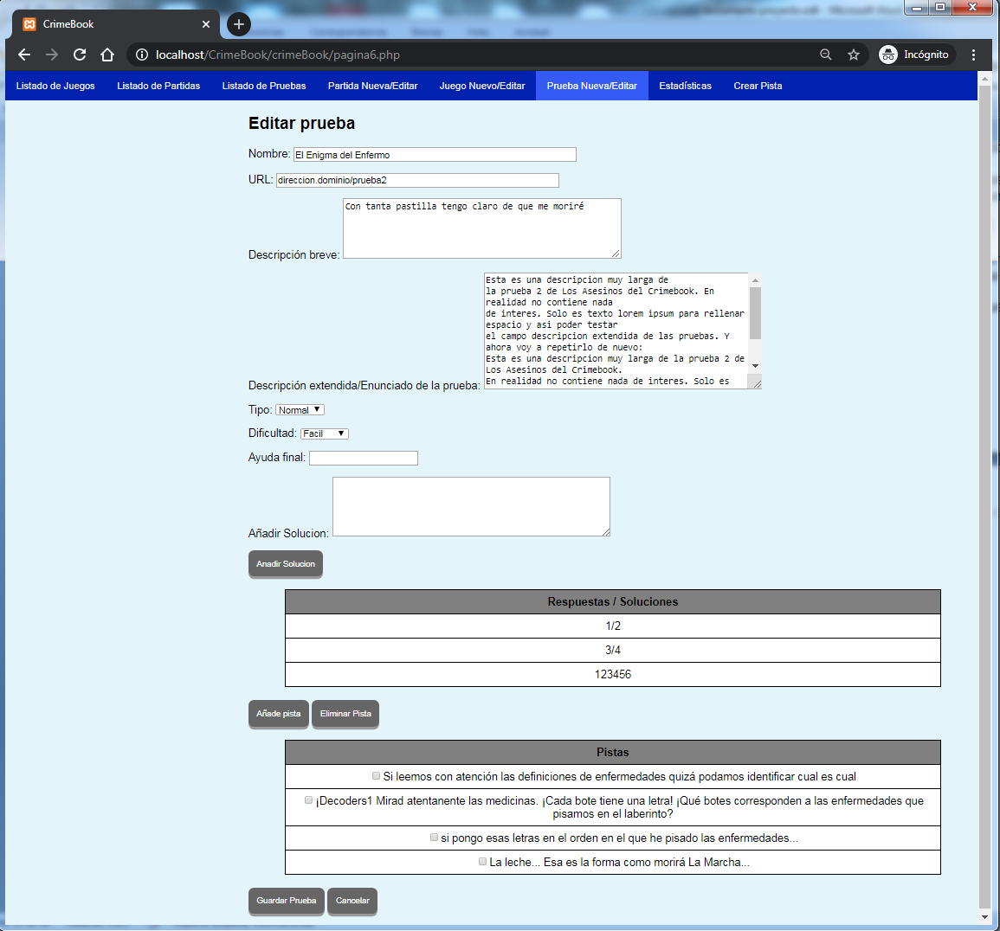 CrimeBook
localhost/CrimeBook/crimeBook/pagina6.php
Incógnito
Listado de Juegos Listado de Partidas Listado de Pruebas Partida Nueva/Editar Juego Nuevo/Editar Prueba Nueva/Editar Estadísticas Crear Pista
Editar prueba
Nombre: El Enigma del Enfermo
URL: direccion.dominio/prueba2
Con tanta pastilla tengo claro de que me moriré
Descripción breve:
Esta es una descripcion muy larga de
la prueba 2 de Los Asesinos del Crimebook. En
realidad no contiene nada
de interes. Solo es texto lorem ipsum para rellenar
espacio y asi poder testar
el campo descripcion extendida de las pruebas. Y
ahora voy a repetirlo de nuevo:
Esta es una descripcion muy larga de la prueba 2 de
Los Asesinos del Crimebook.
En realidad no contiene nada de interes. Solo es
Descripción extendida/Enunciado de la prueba:
Tipo: Normal
Dificultad: Facil
Ayuda final:
Añadir Solucion:
Anadir Solucion
Respuestas / Soluciones
1/2
3/4
123456
Añade pista Eliminar Pista
Pistas
Si leemos con atención las definiciones de enfermedades quizá podamos identificar cual es cual
¡Decoders1 Mirad atentanente las medicinas. ¡Cada bote tiene una letra! ¡Qué botes corresponden a las enfermedades que
pisamos en el laberinto?
si pongo esas letras en el orden en el que he pisado las enfermedades...
La leche... Esa es la forma como morirá La Marcha...
Guardar Prueba Cancelar